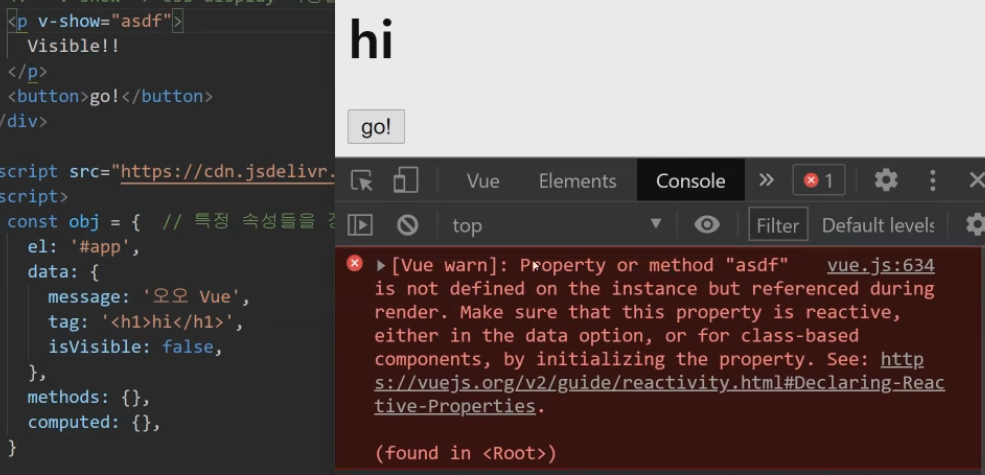 <p v-show="asdf">
Visible!!
</p>
<button>go!</button>
/div>
script src="https://cdn.jsdelivr.
script>
const obj = { // 특정 속성들을
el: '#app',
data: {
message: '오오 Vue',
tag: '<h1>hi</h1>',
isVisible: false,
},
methods: {},
computed: {},
}
hi
go!
Vue Elements Console » 1
top Filter Default levels
[Vue warn]: Property or method "asdf" vue.js:634
is not defined on the instance but referenced during
render. Make sure that this property is reactive,
either in the data option, or for class-based
components, by initializing the property. See: http
s://vuejs.org/v2/guide/reactivity.html#Declaring-Reac
tive-Properties.
(found in <Root>)